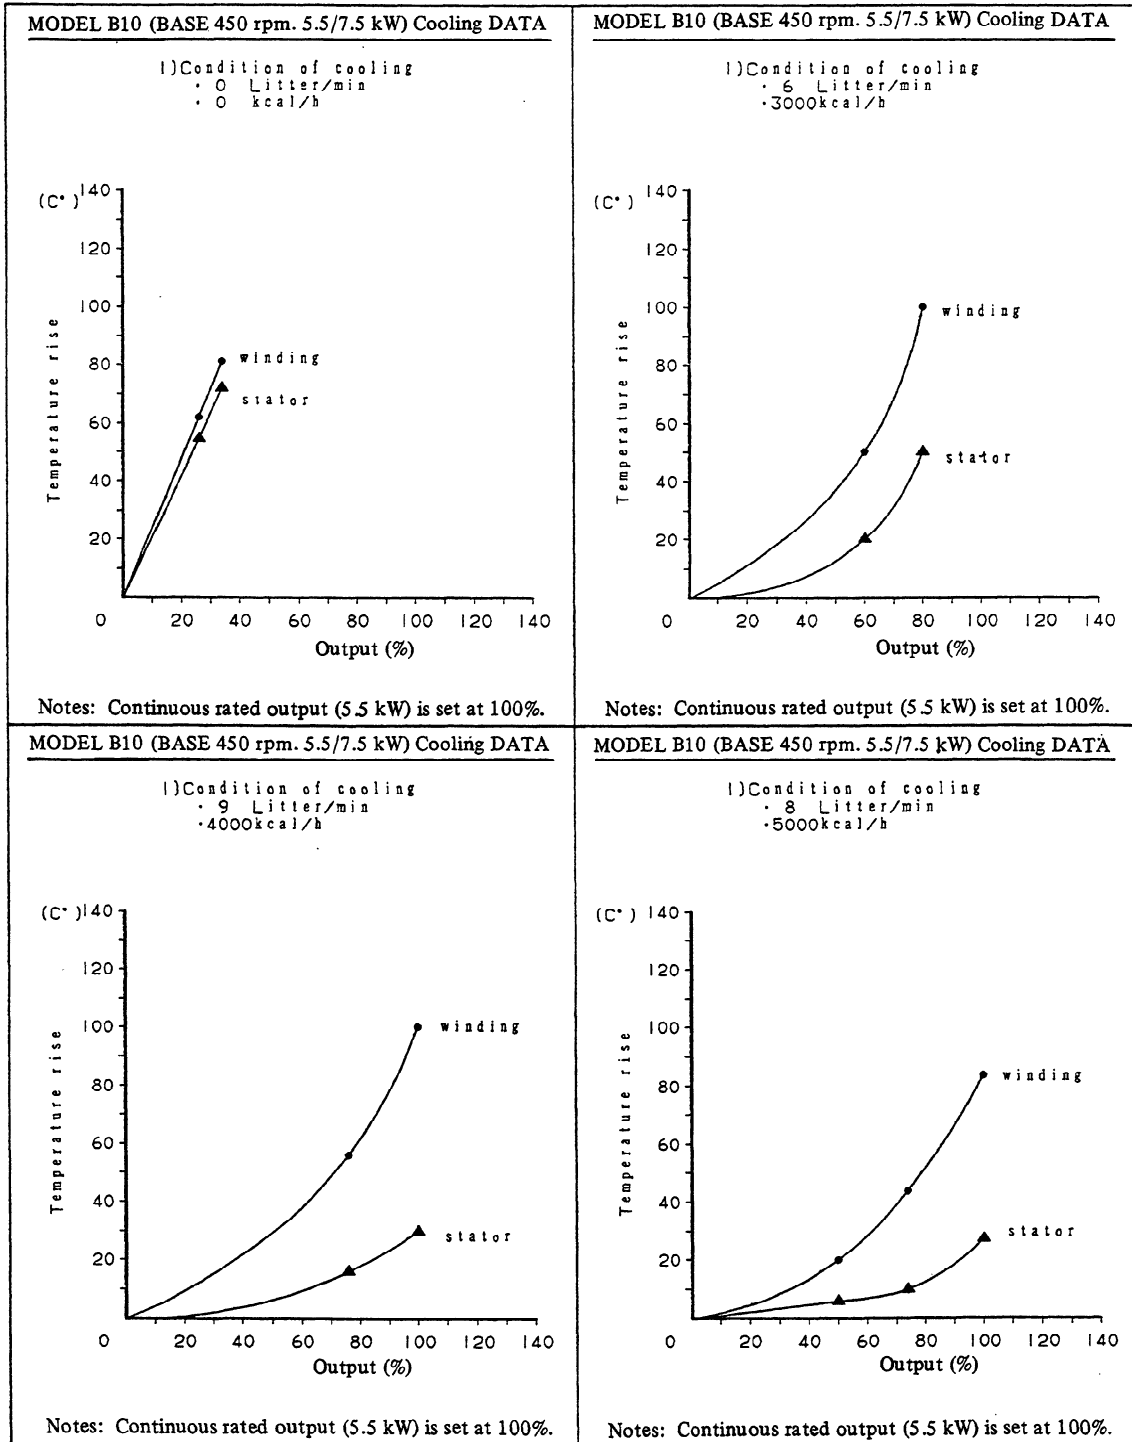 MODEL B10 (BASE 450 rpm. 5.5/7.5 kW) Cooling DATA
1)Condition of cooling
· 0 Litter/min
· 0 kcal/h
(C°)
140
120
100
80
60
40
20
Temperature rise
winding
stator
0 20 40 60 80 100 120 140
Output (%)
Notes: Continuous rated output (5.5 kW) is set at 100%.
MODEL B10 (BASE 450 rpm. 5.5/7.5 kW) Cooling DATA
1)Condition of cooling
· 6 Litter/min
·3000kcal/h
(C°)
140
120
100
80
60
40
20
Temperature rise
winding
stator
0 20 40 60 80 100 120 140
Output (%)
Notes: Continuous rated output (5.5 kW) is set at 100%.
MODEL B10 (BASE 450 rpm. 5.5/7.5 kW) Cooling DATA
1)Condition of cooling
· 9 Litter/min
·4000kcal/h
(C°)
140
120
100
80
60
40
20
Temperature rise
winding
stator
0 20 40 60 80 100 120 140
Output (%)
Notes: Continuous rated output (5.5 kW) is set at 100%.
MODEL B10 (BASE 450 rpm. 5.5/7.5 kW) Cooling DATA
1)Condition of cooling
· 8 Litter/min
·5000kcal/h
(C°)
140
120
100
80
60
40
20
Temperature rise
winding
stator
0 20 40 60 80 100 120 140
Output (%)
Notes: Continuous rated output (5.5 kW) is set at 100%.